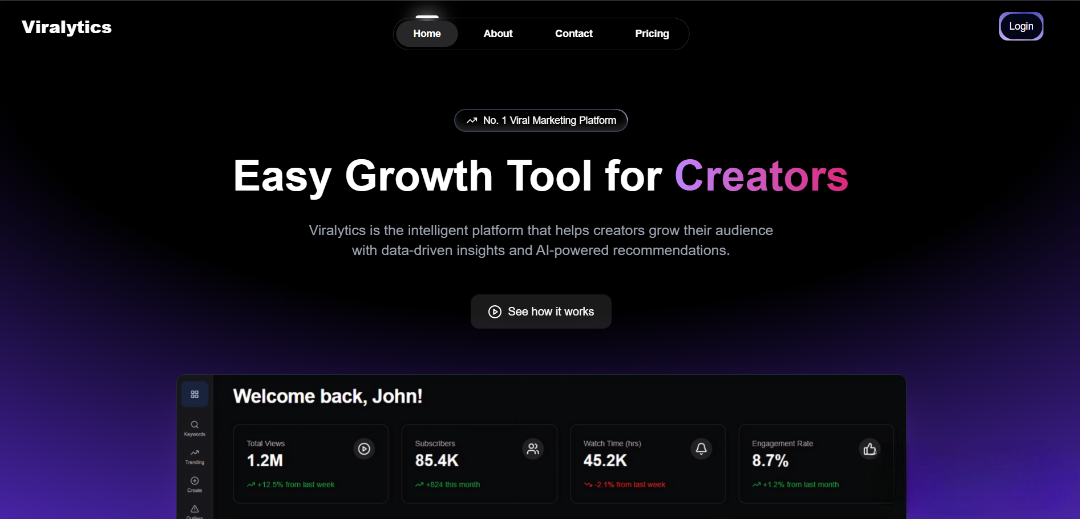 Viralytics
Home
About
Contact
Pricing
Login
No. 1 Viral Marketing Platform
Easy Growth Tool for Creators
Viralytics is the intelligent platform that helps creators grow their audience
with data-driven insights and AI-powered recommendations.
See how it works
Welcome back, John!
Keywords
Trending
Create
Total Views
1.2M
+12.5% from last week
Subscribers
85.4K
+824 this month
Watch Time (hrs)
45.2K
-2.1% from last week
Engagement Rate
8.7%
+1.2% from last month